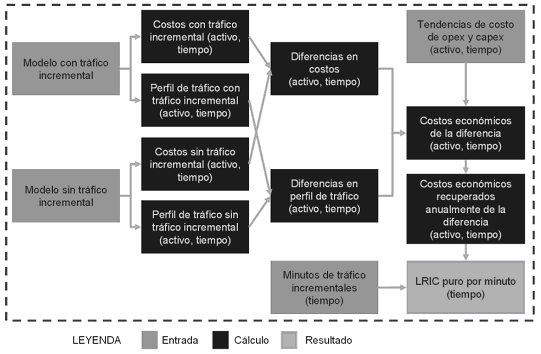 Modelo con tráfico
incremental
Modelo sin tráfico
incremental
Costos con tráfico
incremental (activo,
tiempo)
Perfil de tráfico con
tráfico incremental
(activo, tiempo)
Costos sin tráfico
incremental (activo,
tiempo)
Perfil de tráfico sin
tráfico incremental
(activo, tiempo)
Diferencias en
costos
(activo, tiempo)
Diferencias en
perfil de tráfico
(activo, tiempo)
Minutos de tráfico
incrementales
(tiempo)
Tendencias de costo
de opex y capex
(activo, tiempo)
Costos económicos
de la diferencia
(activo, tiempo)
Costos económicos
recuperados
anualmente de la
diferencia
(activo, tiempo)
LRIC puro por minuto
(tiempo)
LEYENDA
Entrada
Cálculo
Resultado